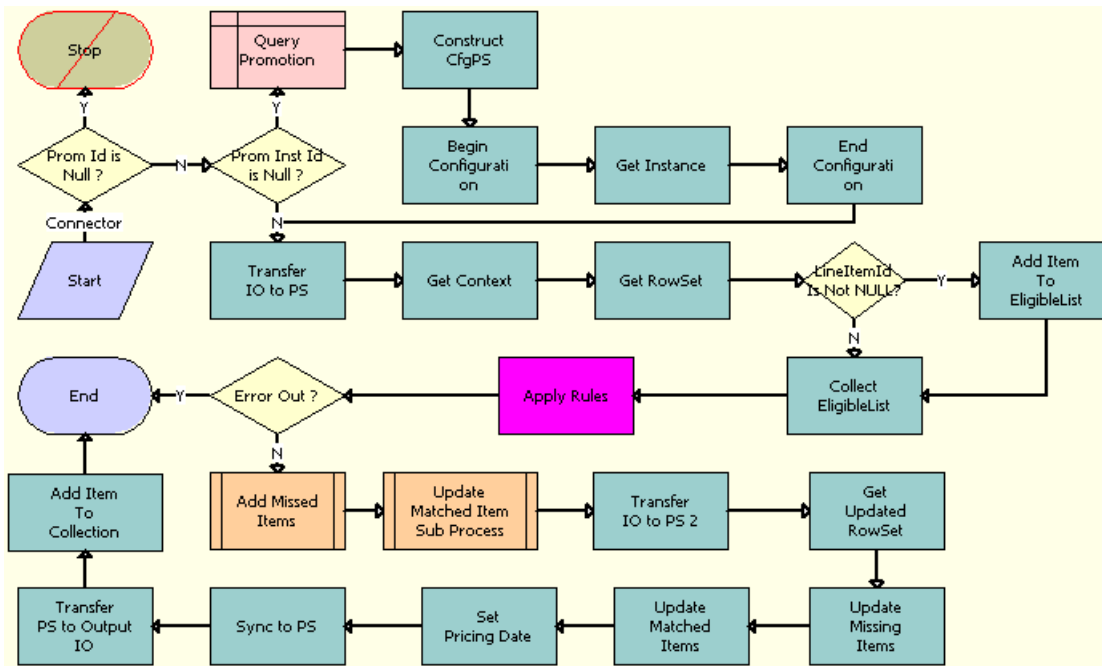 Stop
Query
Promotion
Construct
CfgPS
Y
Y
Prom Id is
Null ?
N
Prom Inst Id
is Null ?
Begin
Configurati
on
Get Instance
End
Configurati
on
Connector
N
Start
Transfer
IO to PS
Get Context
Get RowSet
LineItemId
Is Not NULL?
Y
Add Item
To
EligibleList
N
End
Y
Error Out ?
Apply Rules
Collect
EligibleList
N
Add Item
To
Collection
Add Missed
Items
Update
Matched Item
Sub Process
Transfer
IO to PS 2
Get
Updated
RowSet
Transfer
PS to Output
IO
Sync to PS
Set
Pricing Date
Update
Matched
Items
Update
Missing
Items